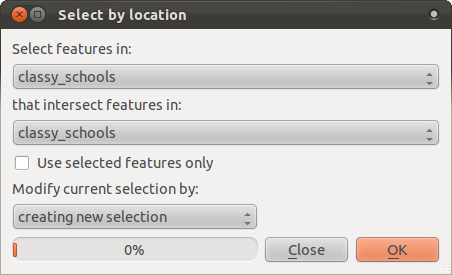 Select by location
Select features in:
classy_schools
that intersect features in:
classy_schools
Use selected features only
Modify current selection by:
creating new selection
0%
Close
OK